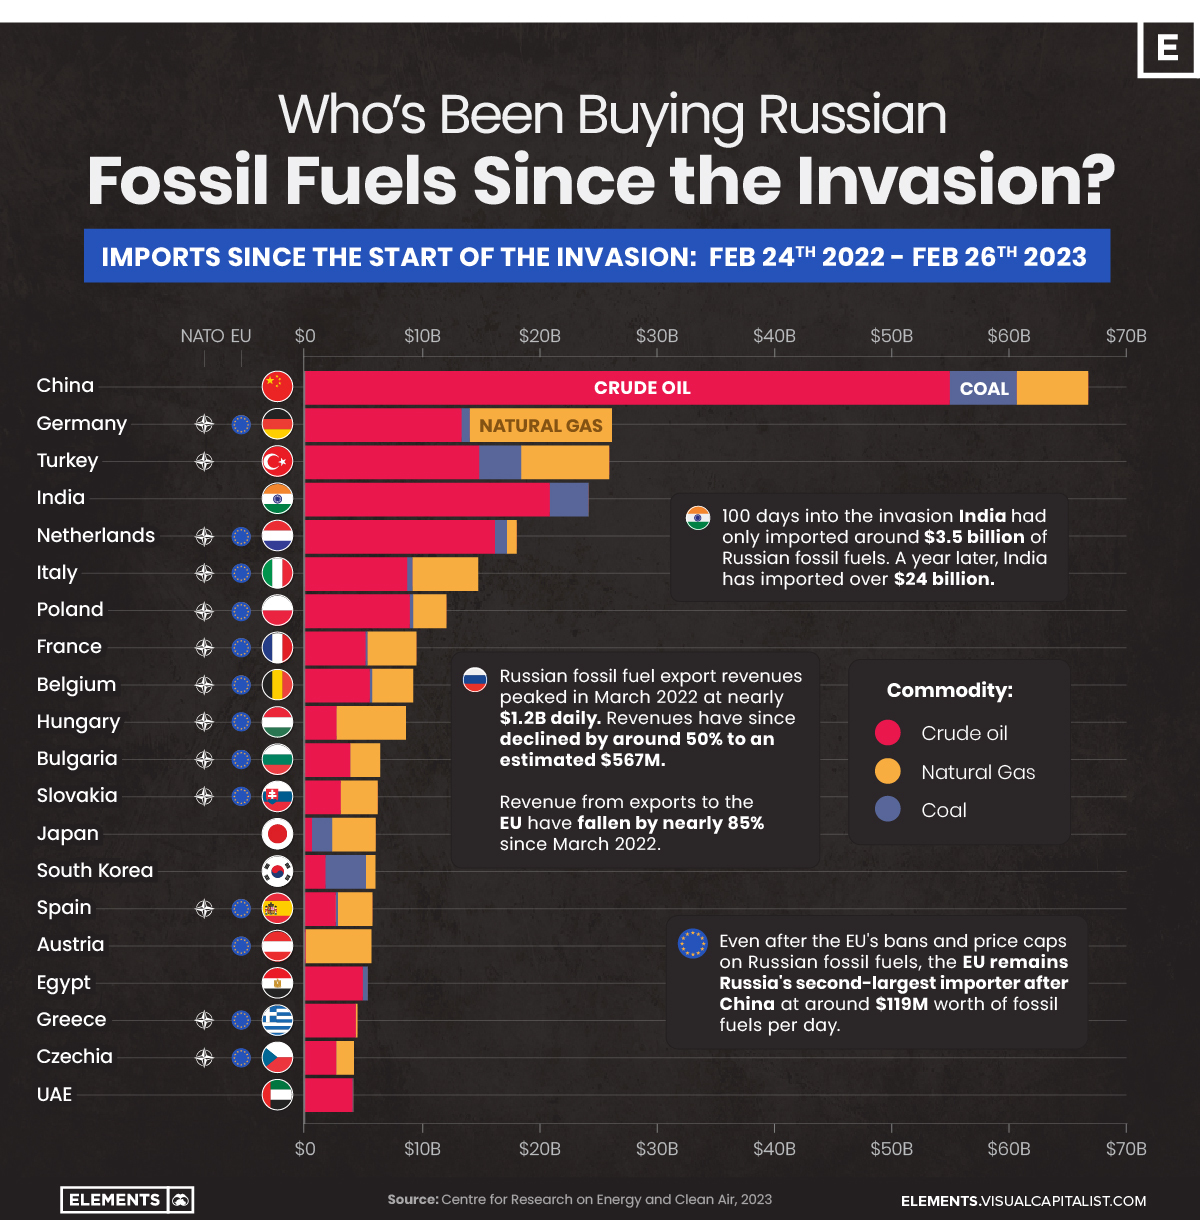 E
Who's Been Buying Russian
Fossil Fuels Since the Invasion?
IMPORTS SINCE THE START OF THE INVASION: FEB 24TH 2022 - FEB 26TH 2023
NATO EU $0 $10B $20B $30B $40B $50B $60B $70B
China CRUDE OIL COAL
Germany NATURAL GAS
Turkey
India
Netherlands
Italy
Poland
France
Belgium
Hungary
Bulgaria
Slovakia
Japan
South Korea
Spain
Austria
Egypt
Greece
Czechia
UAE
100 days into the invasion India had
only imported around $3.5 billion of
Russian fossil fuels. A year later, India
has imported over $24 billion.
Russian fossil fuel export revenues
peaked in March 2022 at nearly
$1.2B daily. Revenues have since
declined by around 50% to an
estimated $567M.
Revenue from exports to the
EU have fallen by nearly 85%
since March 2022.
Commodity:
Crude oil
Natural Gas
Coal
Even after the EU's bans and price caps
on Russian fossil fuels, the EU remains
Russia's second-largest importer after
China at around $119M worth of fossil
fuels per day.
$0 $10B $20B $30B $40B $50B $60B $70B
ELEMENTS
Source: Centre for Research on Energy and Clean Air, 2023
ELEMENTS.VISUALCAPITALIST.COM